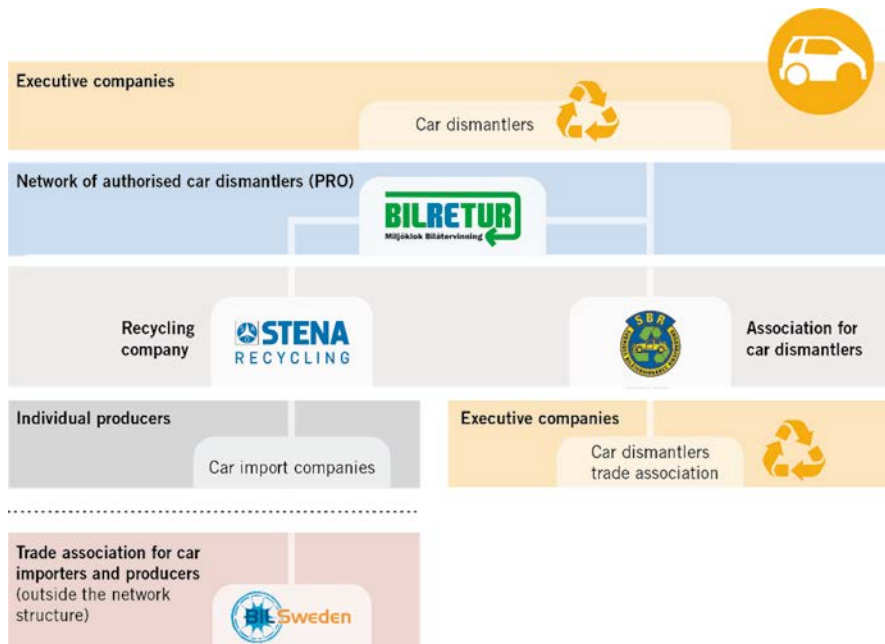 Executive companies
Car dismantlers
Network of authorised car dismantlers (PRO)
BILRETUR
Miljöklok Bilåtervinning
Recycling
company
STENA
RECYCLING
SBR
Association for
car dismantlers
Individual producers
Car import companies
Executive companies
Car dismantlers
trade association
Trade association for car
importers and producers
(outside the network
structure)
BIL Sweden